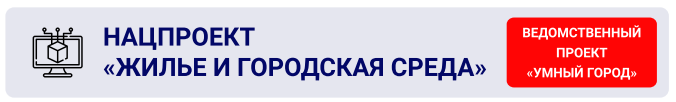 НАЦПРОЕКТ
«ЖИЛЬЕ И ГОРОДСКАЯ СРЕДА»
ВЕДОМСТВЕННЫЙ
ПРОЕКТ
«УМНЫЙ ГОРОД»